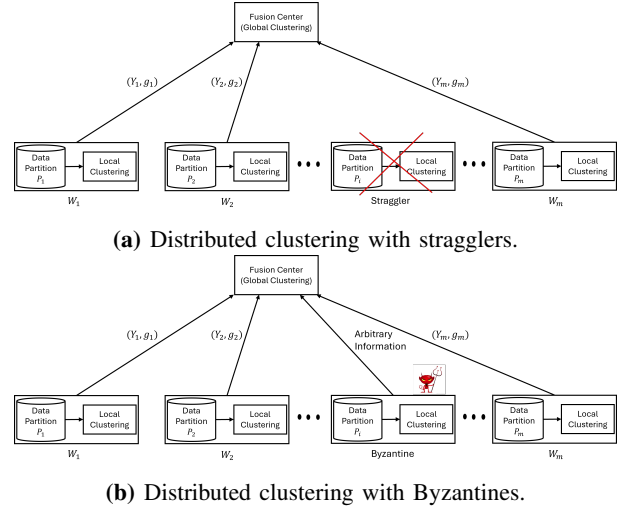 Fusion Center
(Global Clustering)
(Y₁, g₁)
(Y₂, g₂)
(Yₘ, gₘ)
Data
Partition
P₁
Local
Clustering
Data
Partition
P₂
Local
Clustering
Data
Partition
Pᵢ
Local
Clustering
Data
Partition
Pₘ
Local
Clustering
W₁
W₂
Straggler
Wₘ
(a) Distributed clustering with stragglers.
Fusion Center
(Global Clustering)
(Y₁, g₁)
(Y₂, g₂)
Arbitrary
Information
(Yₘ, gₘ)
Data
Partition
P₁
Local
Clustering
Data
Partition
P₂
Local
Clustering
Data
Partition
Pᵢ
Local
Clustering
Data
Partition
Pₘ
Local
Clustering
W₁
W₂
Byzantine
Wₘ
(b) Distributed clustering with Byzantines.